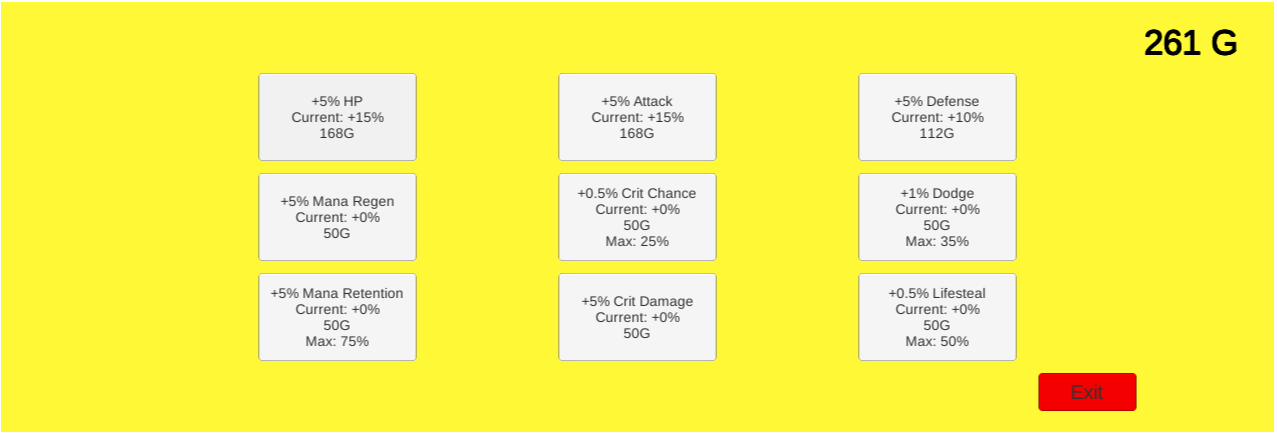 261 G
+5% HP
Current: +15%
168G
+5% Attack
Current: +15%
168G
+5% Defense
Current: +10%
112G
+5% Mana Regen
Current: +0%
50G
+0.5% Crit Chance
Current: +0%
50G
Max: 25%
+1% Dodge
Current: +0%
50G
Max: 35%
+5% Mana Retention
Current: +0%
50G
Max: 75%
+5% Crit Damage
Current: +0%
50G
+0.5% Lifesteal
Current: +0%
50G
Max: 50%
Exit